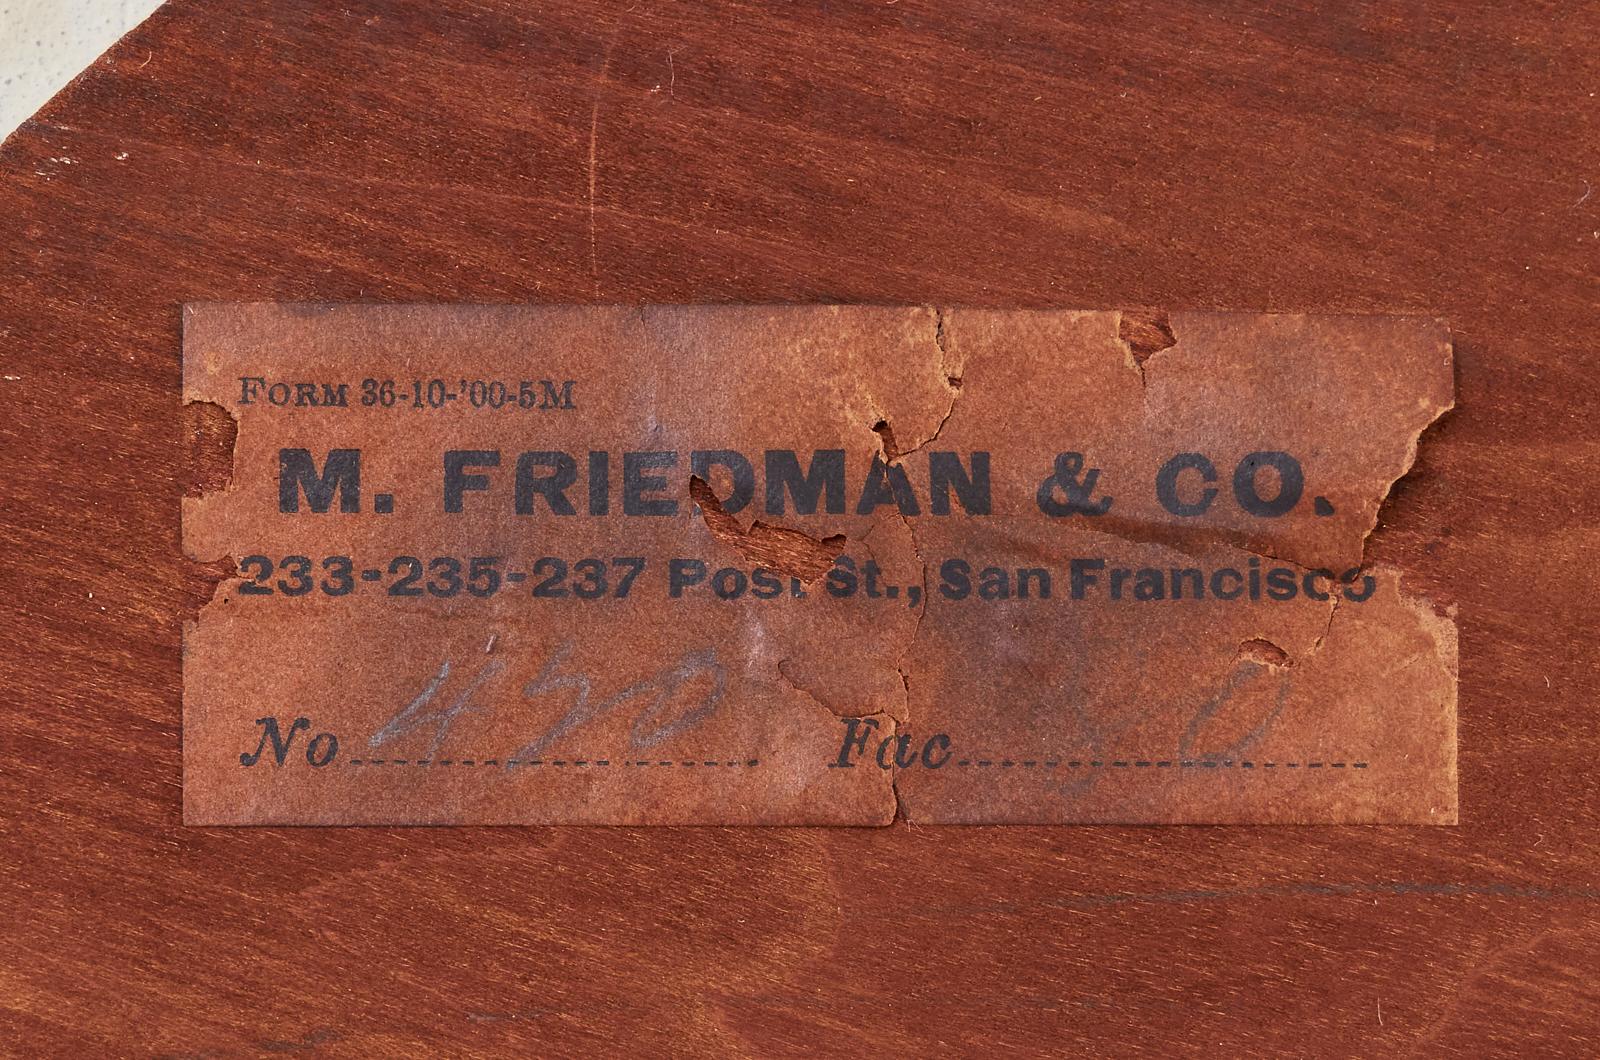 FORM 36-10-'00-5M
M. FRIEDMAN & CO.
233-235-237 Post St., San Francisco
No 450 Fac